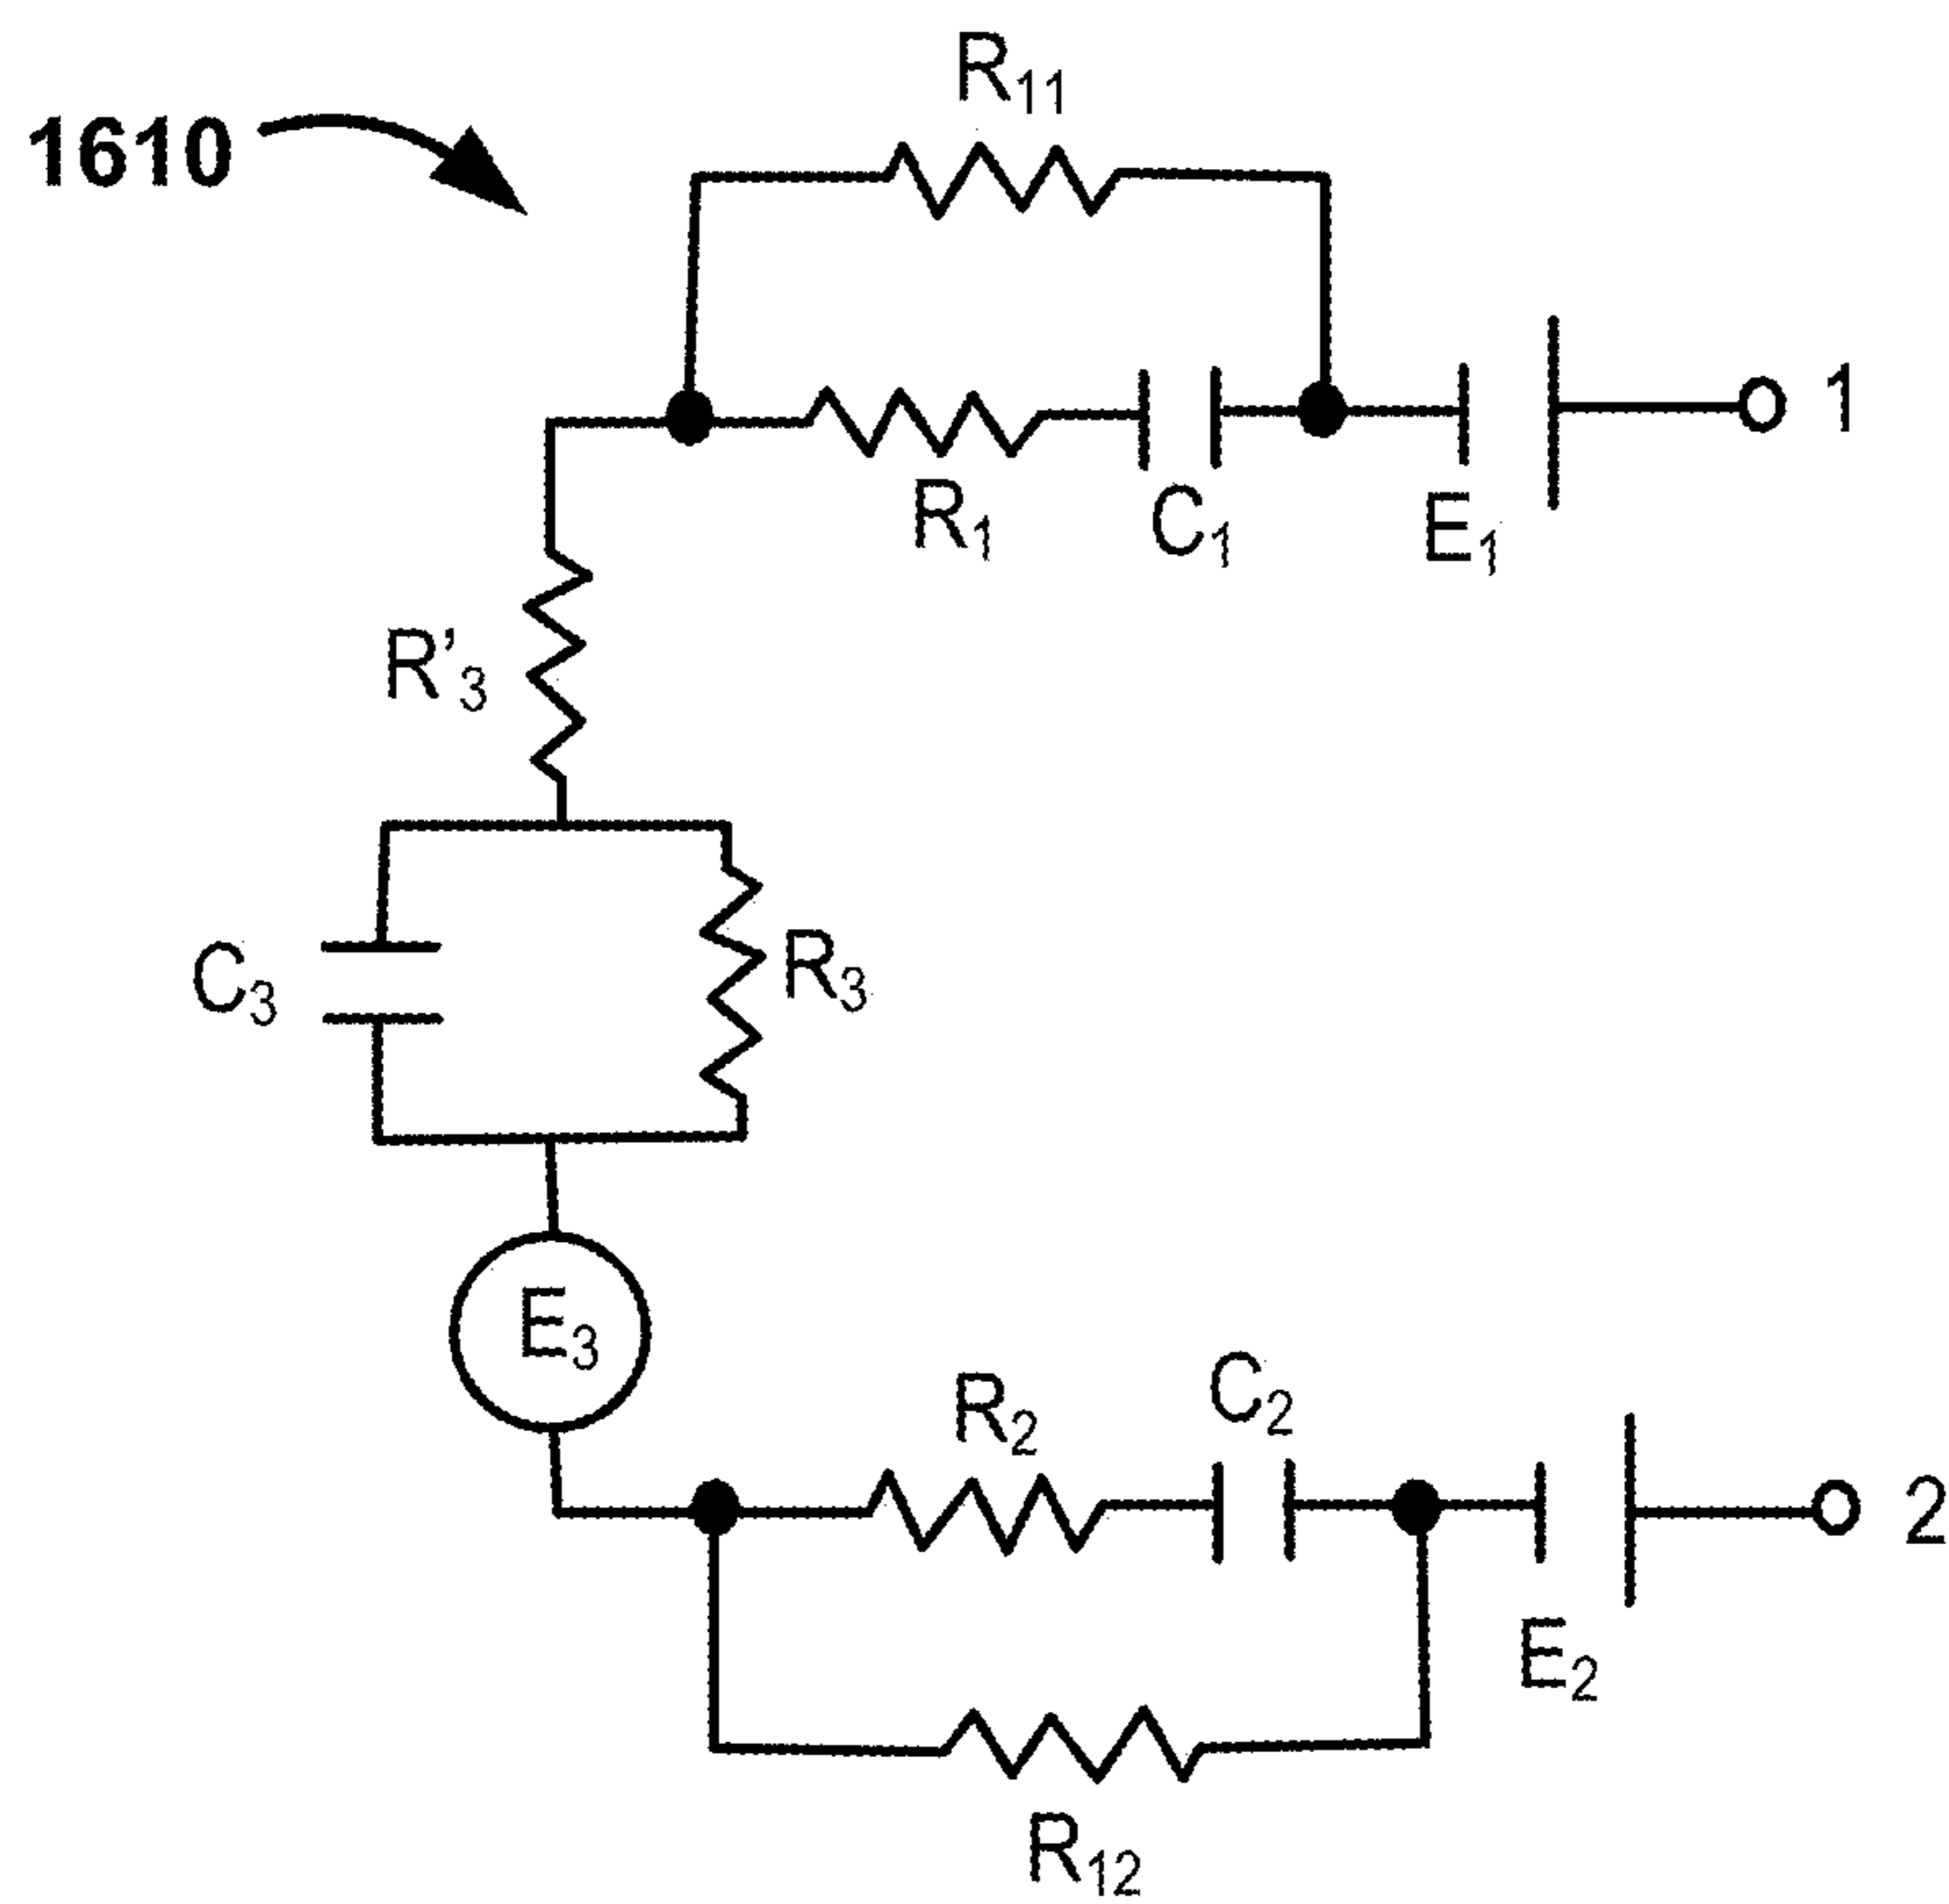 R₁₁
1610
1
R₁ C₁ E₁
R'₃
C₃ R₃
E₃
R₂ C₂
2
E₂
R₁₂